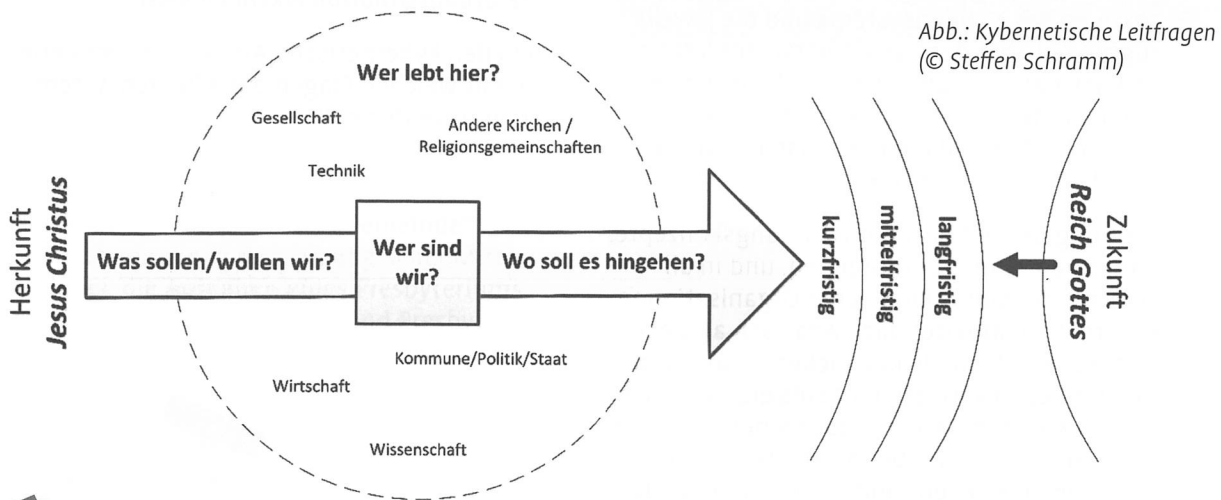 Abb.: Kybernetische Leitfragen
(© Steffen Schramm)
Wer lebt hier?
Gesellschaft
Andere Kirchen /
Religionsgemeinschaften
Technik
Herkunft
Jesus Christus
Was sollen/wollen wir?
Wer sind
wir?
Wo soll es hingehen?
kurzfristig
mittelfristig
langfristig
Reich Gottes
Zukunft
Kommune/Politik/Staat
Wirtschaft
Wissenschaft